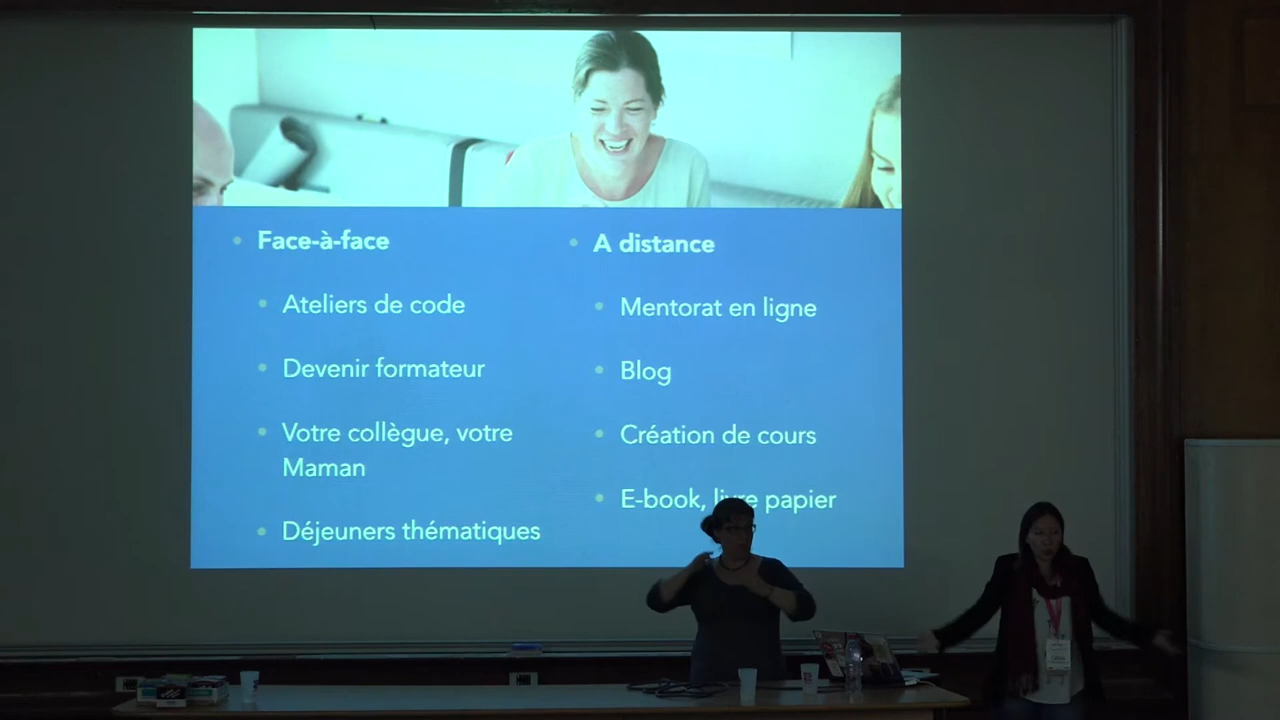 Face-à-face
Ateliers de code
Devenir formateur
Votre collègue, votre
Maman
Déjeuners thématiques
A distance
Mentorat en ligne
Blog
Création de cours
E-book, livre papier